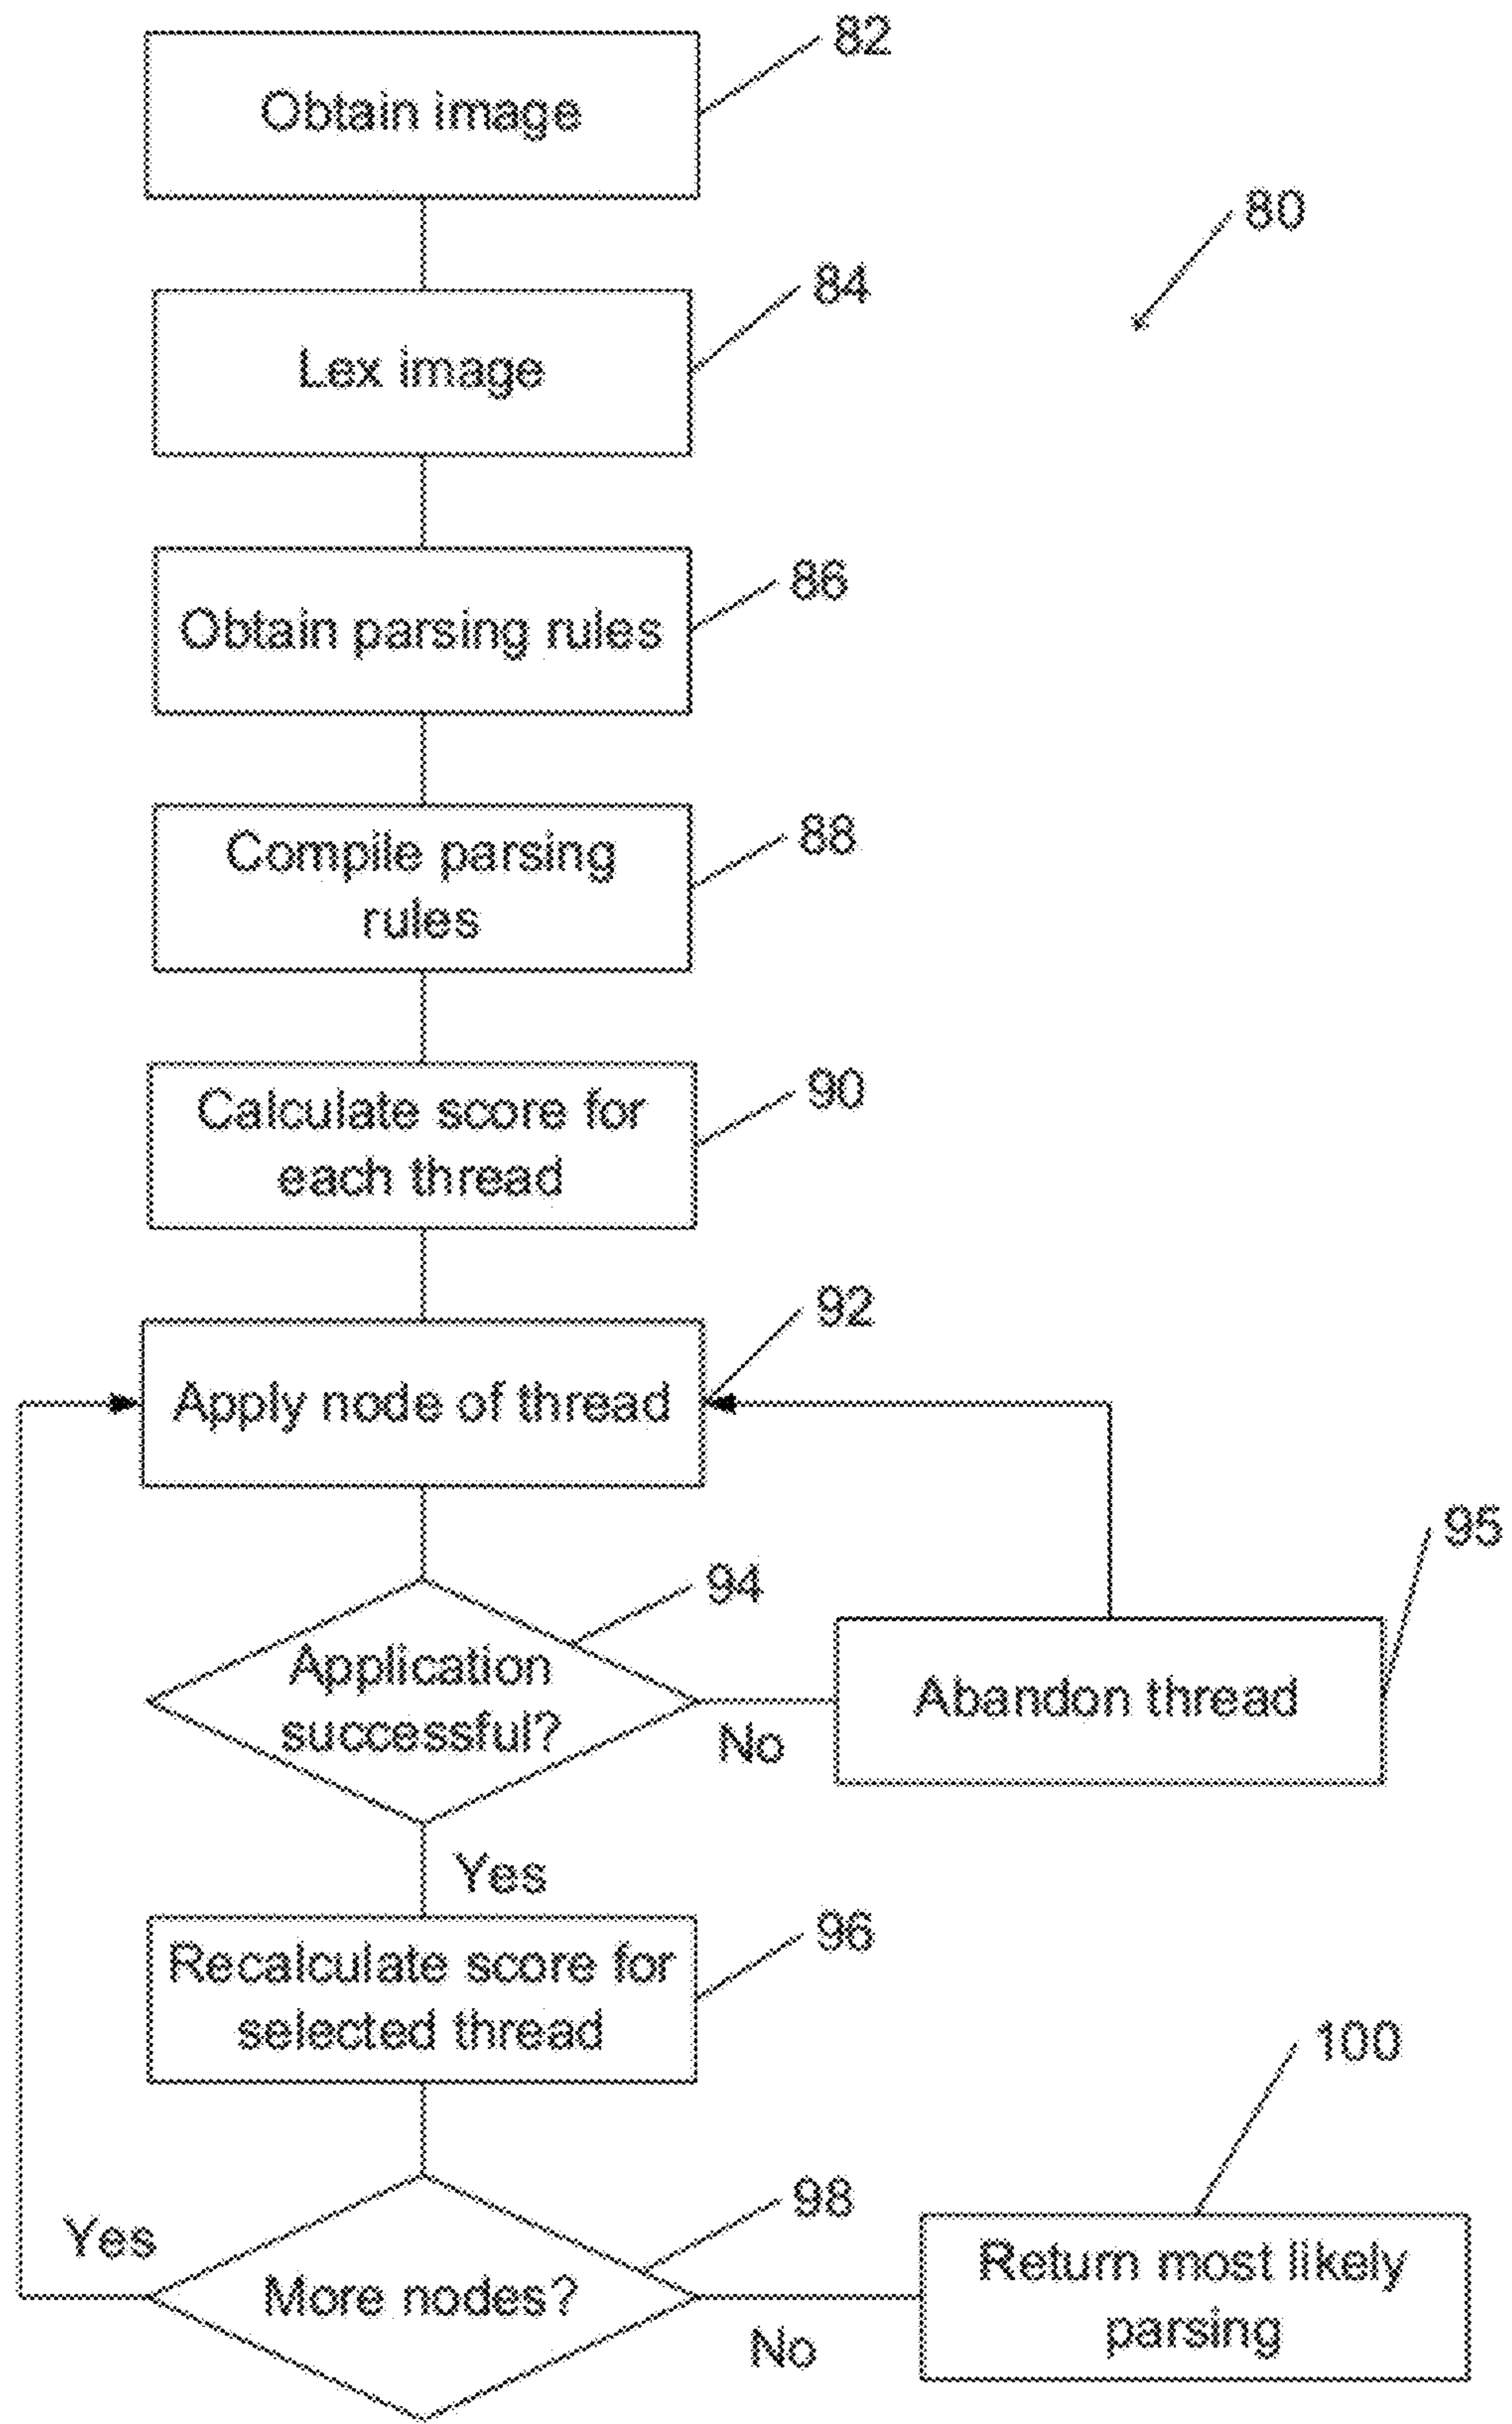 82
Obtain image
80
84
Lex image
86
Obtain parsing rules
88
Compile parsing
rules
90
Calculate score for
each thread
92
Apply node of thread
95
94
Application
successful?
Abandon thread
No
Yes
96
Recalculate score for
selected thread
100
98
Yes
More nodes?
Return most likely
parsing
No